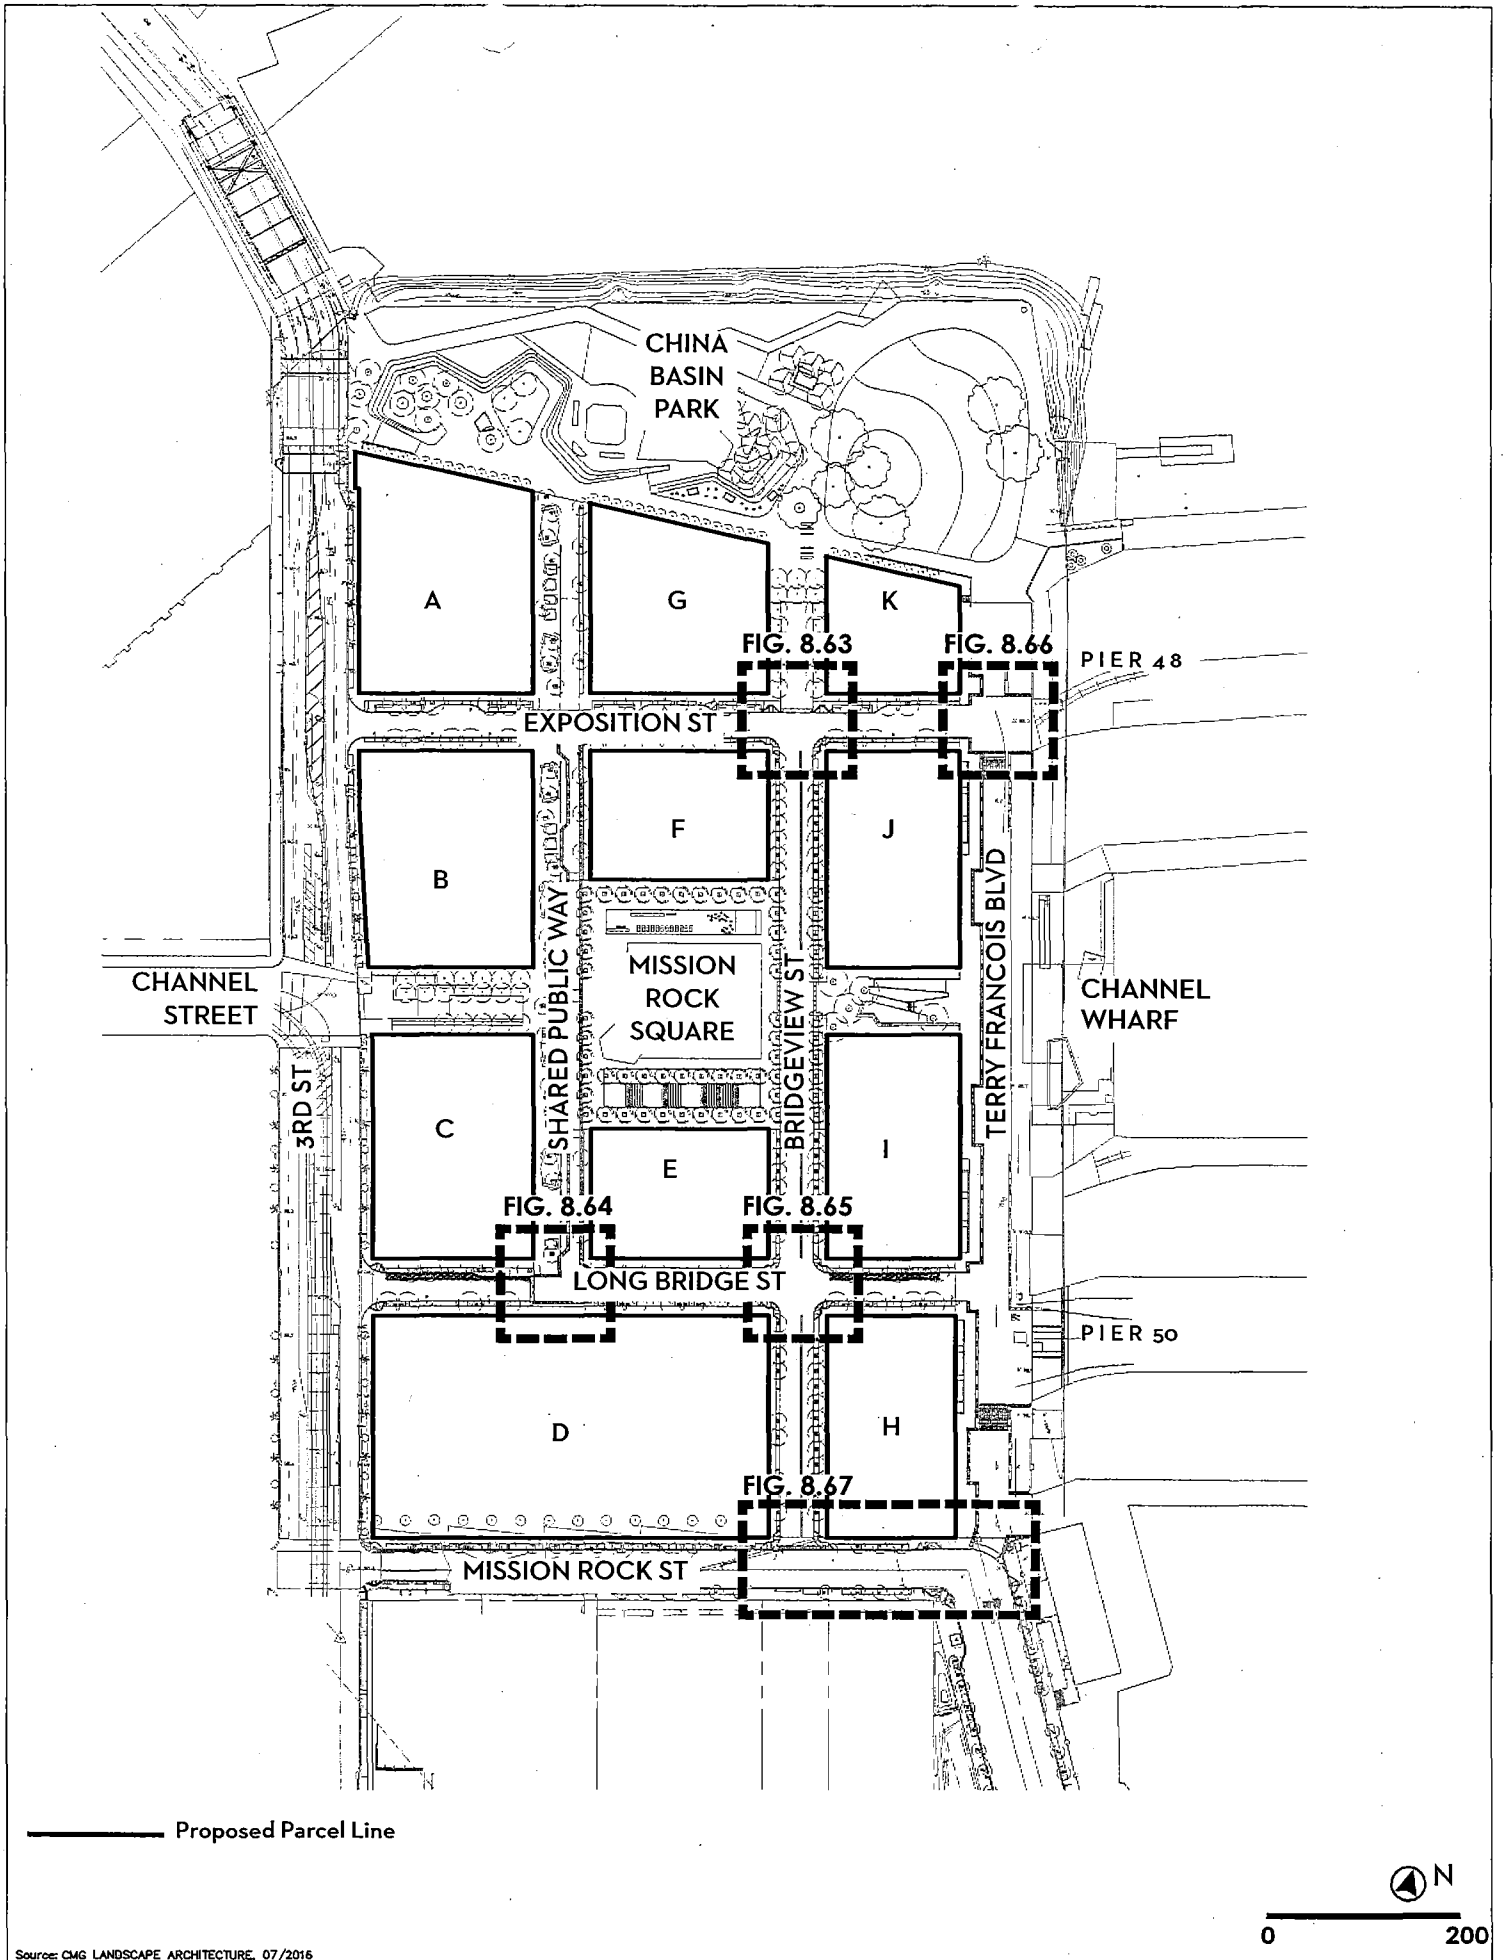 CHINA
BASIN
PARK
A
G
K
FIG. 8.63
FIG. 8.66
PIER 48
EXPOSITION ST
F
J
B
SHARED PUBLIC WAY
TERRY FRANCOIS BLVD
CHANNEL
STREET
MISSION
ROCK
SQUARE
BRIDGEVIEW ST
CHANNEL
WHARF
3RD ST
C
E
I
FIG. 8.64
FIG. 8.65
LONG BRIDGE ST
PIER 50
D
H
FIG. 8.67
MISSION ROCK ST
Proposed Parcel Line
N
0
200
Source: CMG LANDSCAPE ARCHITECTURE, 07/2016